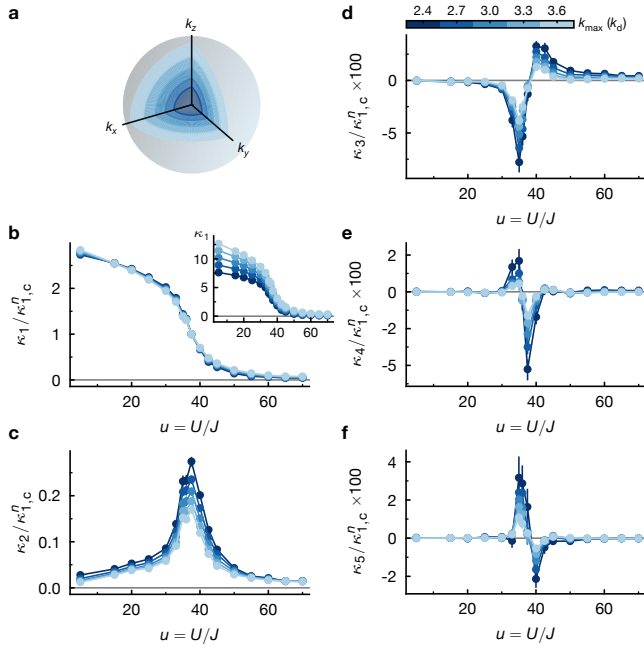 a
k_z
k_x
k_y
b
κ_1/κ^n_{1,c}
2
1
0
20
40
60
u = U/J
κ_1
10
5
0
20
40
60
c
κ_2/κ^n_{1,c}
0.2
0.1
0.0
20
40
60
u = U/J
d
2.4
2.7
3.0
3.3
3.6
k_max (k_d)
κ_3/κ^n_{1,c} ×100
0
-5
20
40
60
u = U/J
e
κ_4/κ^n_{1,c} ×100
2
0
-2
-5
20
40
60
u = U/J
f
κ_5/κ^n_{1,c} ×100
4
2
0
-2
20
40
60
u = U/J